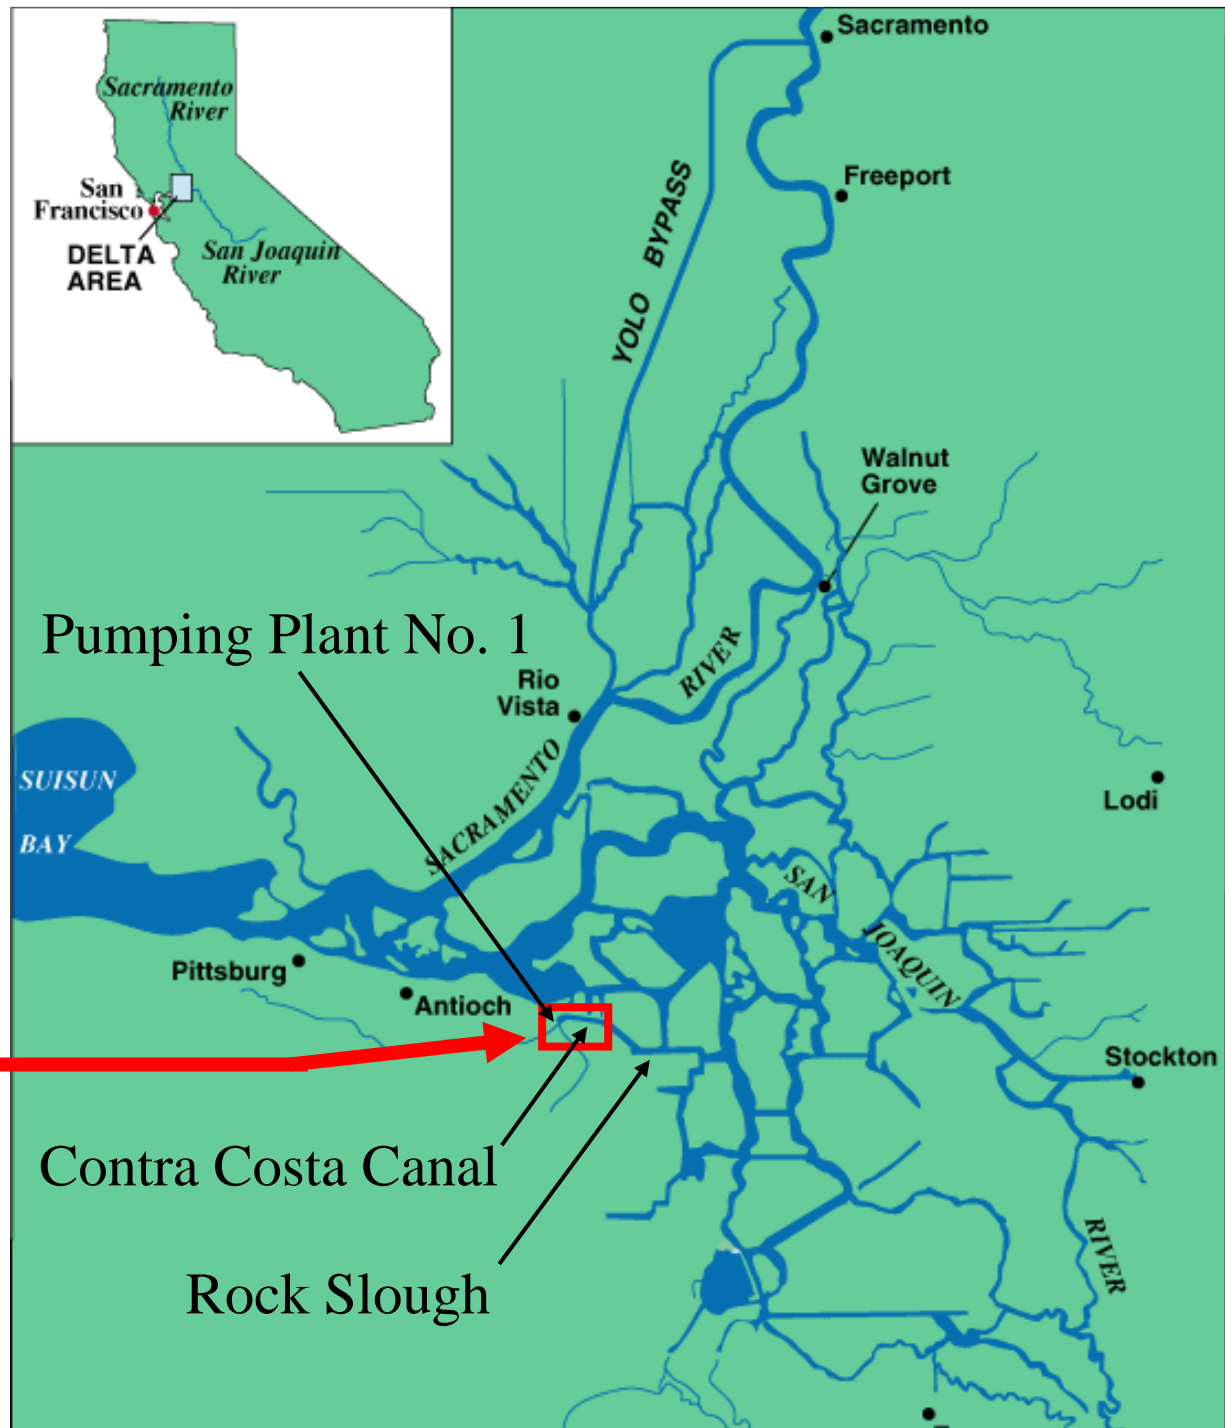 Sacramento
River
San
Francisco
DELTA
AREA
San Joaquin
River
Sacramento
Freeport
YOLO BYPASS
Walnut
Grove
Pumping Plant No. 1
Rio
Vista
RIVER
SACRAMENTO
SUISUN
BAY
Lodi
SAN
JOAQUIN
Pittsburg
Antioch
Stockton
Contra Costa Canal
RIVER
Rock Slough